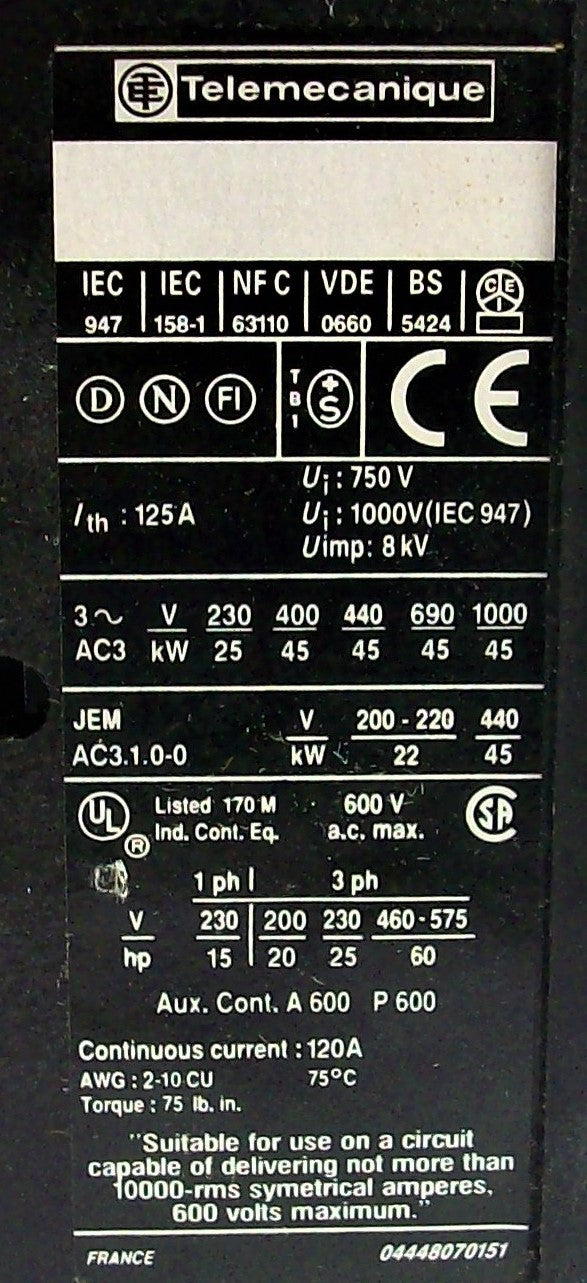 TE Telemecanique
IEC IEC NF C VDE BS CEI
947 158-1 63110 0660 5424
D N FI TB1 +S CE
Ith : 125 A
Ui : 750 V
Ui : 1000V(IEC 947)
Uimp: 8 kV
3~ V 230 400 440 690 1000
AC3 kW 25 45 45 45 45
JEM V 200 - 220 440
AC3.1.0-0 kW 22 45
UL Listed 170 M 600 V SA
® Ind. Cont. Eq. a.c. max.
1 ph 3 ph
V 230 200 230 460-575
hp 15 20 25 60
Aux. Cont. A 600 P 600
Continuous current : 120A
AWG : 2-10 CU 75°C
Torque : 75 lb. in.
"Suitable for use on a circuit
capable of delivering not more than
10000-rms symetrical amperes,
600 volts maximum."
FRANCE 04448070151